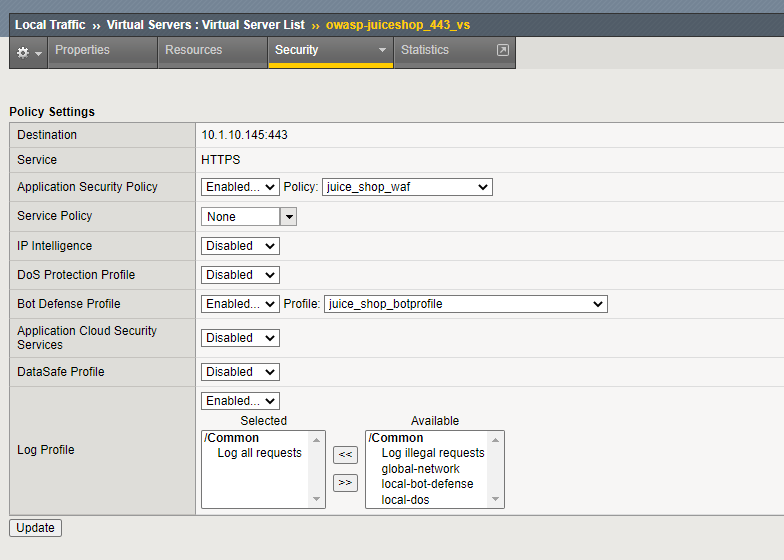 Local Traffic ›› Virtual Servers : Virtual Server List ›› owasp-juiceshop_443_vs
Properties Resources Security Statistics
Policy Settings
Destination 10.1.10.145:443
Service HTTPS
Application Security Policy Enabled... Policy: juice_shop_waf
Service Policy None
IP Intelligence Disabled
DoS Protection Profile Disabled
Bot Defense Profile Enabled... Profile: juice_shop_botprofile
Application Cloud Security
Services Disabled
DataSafe Profile Disabled
Log Profile Enabled...
Selected Available
/Common /Common
Log all requests << Log illegal requests
global-network
>> local-bot-defense
local-dos
Update